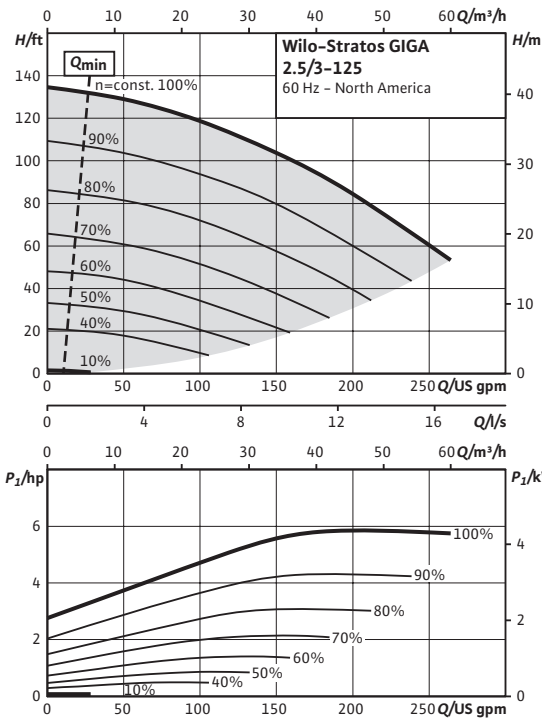 0 10 20 30 40 50 60 Q/m³/h
H/ft
H/m
Wilo-Stratos GIGA
2.5/3-125
60 Hz – North America
Qmin
n=const. 100%
140
120
100
80
60
40
20
0
40
30
20
10
0
90%
80%
70%
60%
50%
40%
10%
0 50 100 150 200 250 Q/US gpm
0 4 8 12 16 Q/l/s
0 10 20 30 40 50 60 Q/m³/h
P₁/hp
P₁/k
6
4
2
0
4
2
0
100%
90%
80%
70%
60%
50%
40%
10%
0 50 100 150 200 250 Q/US gpm